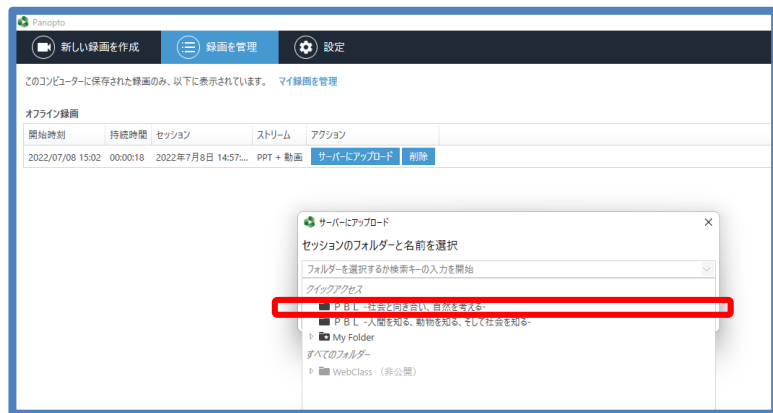 Panopto
新しい録画を作成 録画を管理 設定
このコンピューターに保存された録画のみ、以下に表示されています。 マイ録画を管理
オフライン録画
開始時刻 持続時間 セッション ストリーム アクション
2022/07/08 15:02 00:00:18 2022年7月8日 14:57:... PPT + 動画 サーバーにアップロード 削除
サーバーにアップロード
セッションのフォルダーと名前を選択
フォルダーを選択するか検索キーの入力を開始
クイックアクセス
ＰＢＬ -社会と向き合い、自然を考える-
ＰＢＬ -人間を知る、動物を知る、そして社会を知る-
My Folder
すべてのフォルダー
WebClass （非公開）